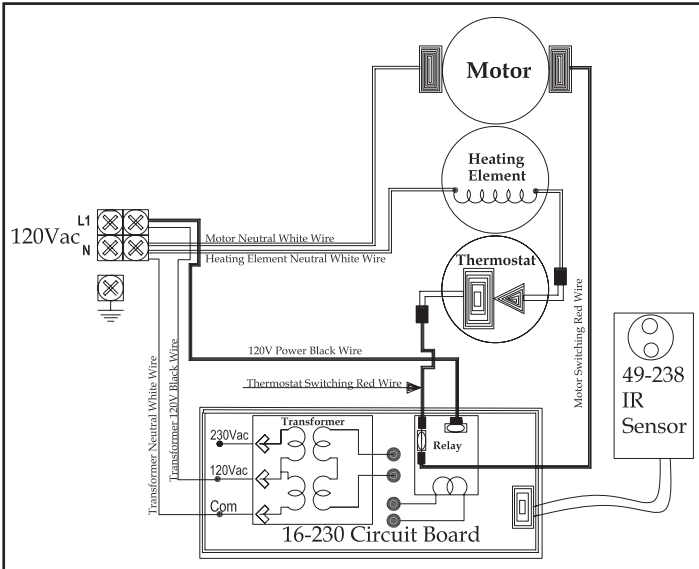 Motor
Heating
Element
L1
120Vac
N
Motor Neutral White Wire
Heating Element Neutral White Wire
Thermostat
120V Power Black Wire
Thermostat Switching Red Wire
Motor Switching Red Wire
49-238
IR
Sensor
Transformer Neutral White Wire
Transformer 120V Black Wire
Transformer
230Vac
Relay
120Vac
Com
16-230 Circuit Board